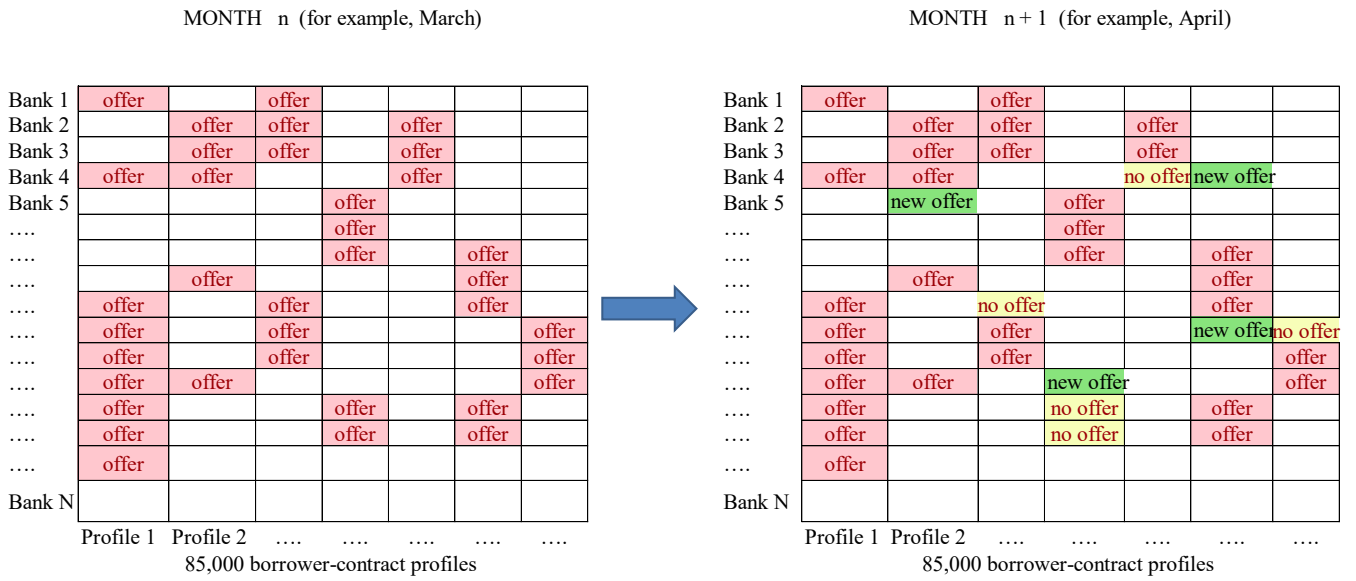 MONTH n (for example, March) MONTH n + 1 (for example, April)
Bank 1 offer offer Bank 1 offer offer
Bank 2 offer offer offer Bank 2 offer offer offer
Bank 3 offer offer offer Bank 3 offer offer offer
Bank 4 offer offer offer Bank 4 offer offer no offer new offer
Bank 5 offer Bank 5 new offer offer
…. offer …. offer
…. offer offer …. offer offer
…. offer offer …. offer offer
…. offer offer offer …. offer no offer offer
…. offer offer offer …. offer offer new offer no offer
…. offer offer offer …. offer offer offer
…. offer offer offer …. offer offer new offer offer
…. offer offer offer …. offer no offer offer
…. offer offer offer …. offer no offer offer
…. offer …. offer
Bank N Bank N
Profile 1 Profile 2 …. …. …. …. …. Profile 1 Profile 2 …. …. …. …. ….
85,000 borrower-contract profiles 85,000 borrower-contract profiles